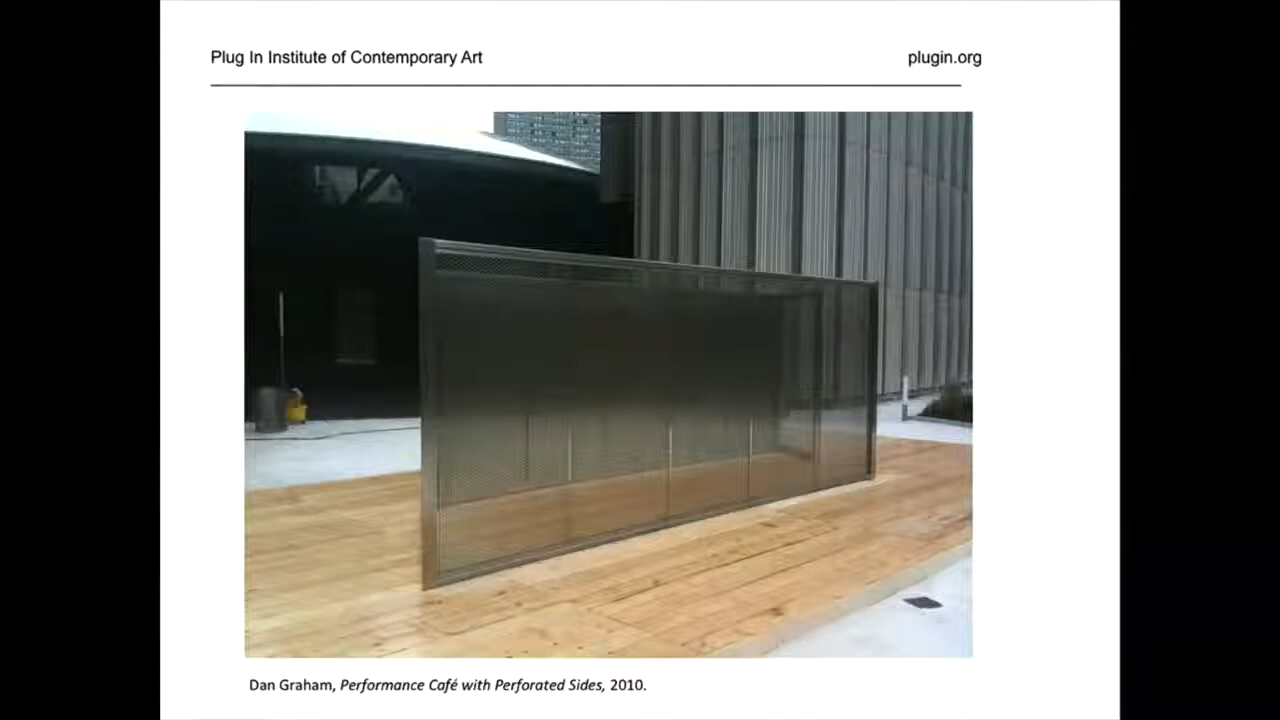 Plug In Institute of Contemporary Art plugin.org
Dan Graham, Performance Café with Perforated Sides, 2010.